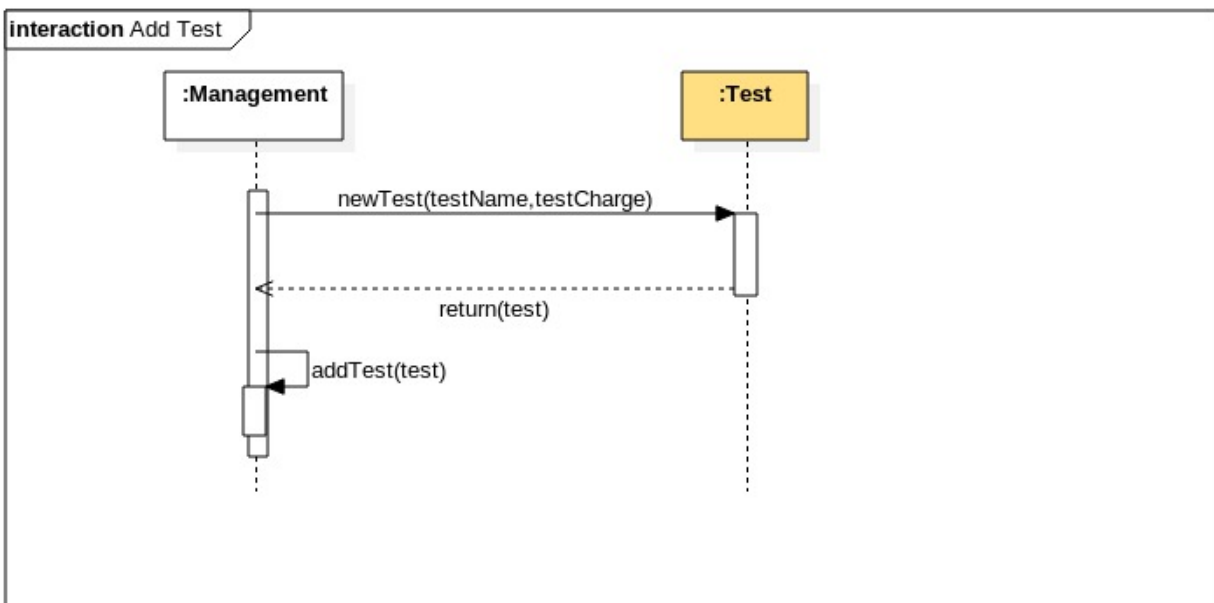 interaction Add Test
:Management
:Test
newTest(testName,testCharge)
return(test)
addTest(test)